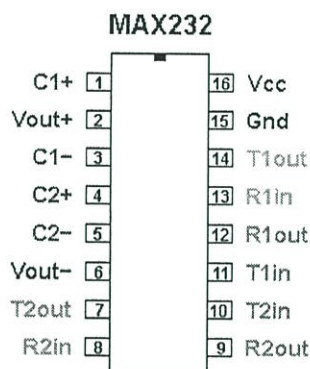 MAX232
C1+ 1 16 Vcc
Vout+ 2 15 Gnd
C1- 3 14 T1out
C2+ 4 13 R1in
C2- 5 12 R1out
Vout- 6 11 T1in
T2out 7 10 T2in
R2in 8 9 R2out